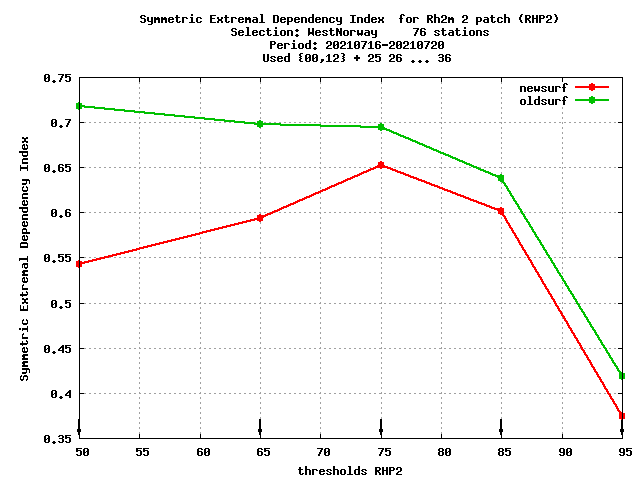 Symmetric Extremal Dependency Index  for Rh2m 2 patch (RHP2)
Selection: WestNorway     76 stations
Period: 20210716-20210720
Used {00,12} + 25 26 ... 36
0.75
0.7
0.65
0.6
0.55
0.5
0.45
0.4
0.35
Symmetric Extremal Dependency Index
newsurf
oldsurf
50 55 60 65 70 75 80 85 90 95
thresholds RHP2